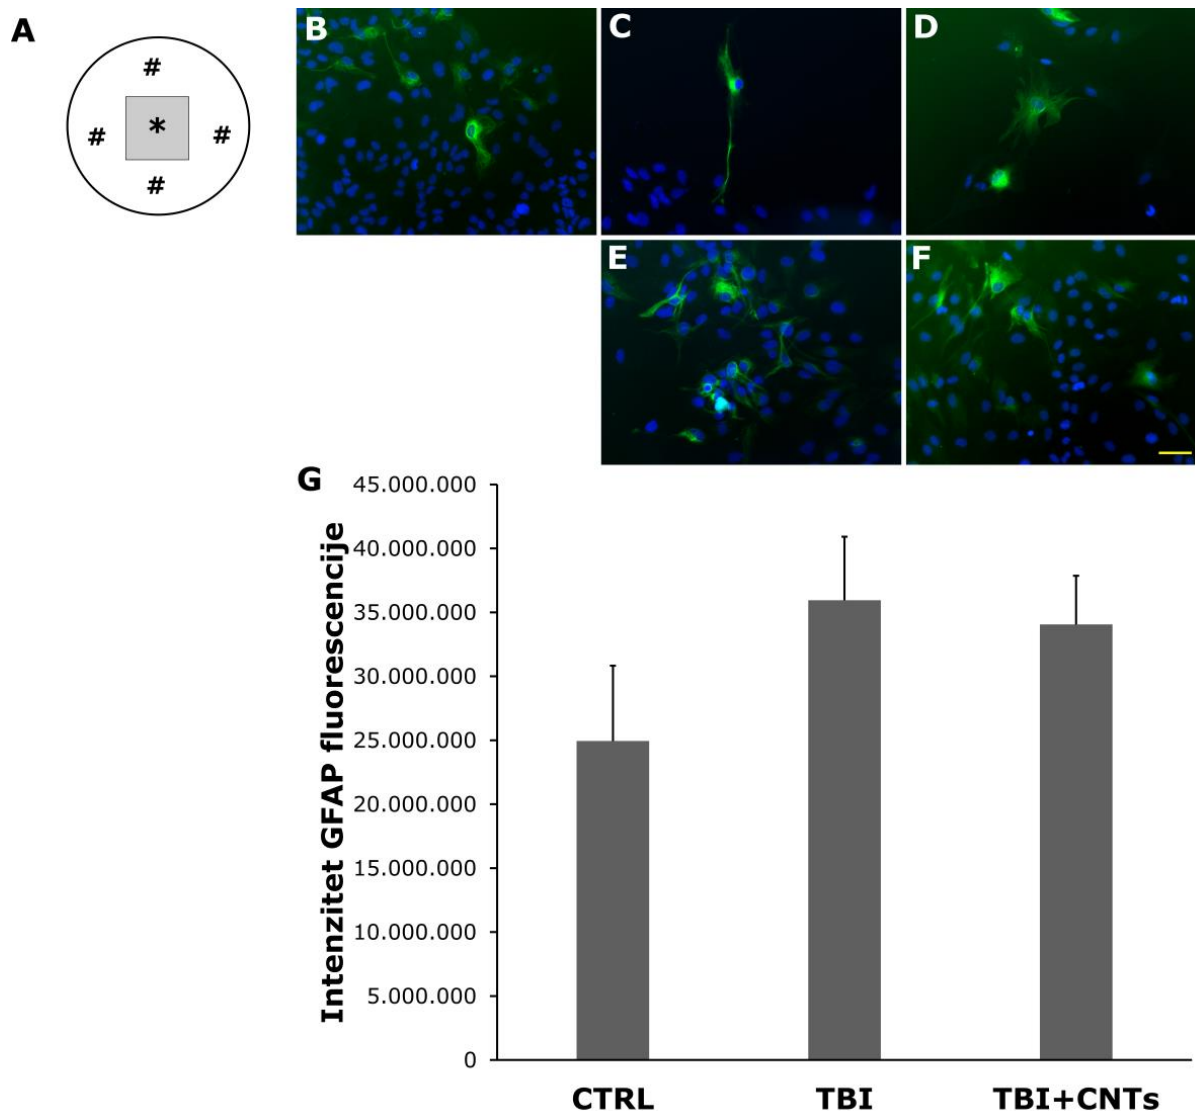 A
#
# * #
#
B
C
D
E
F
G
Intenzitet GFAP fluorescencije
45.000.000
40.000.000
35.000.000
30.000.000
25.000.000
20.000.000
15.000.000
10.000.000
5.000.000
0
CTRL TBI TBI+CNTs